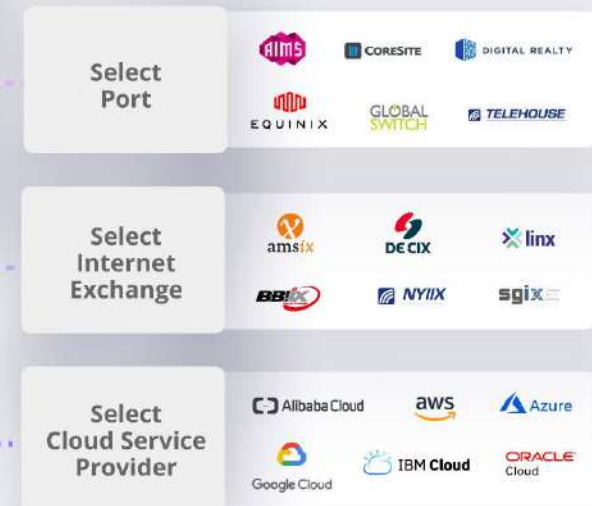 Select
Port
AIMS
CORESITE
DIGITAL REALTY
EQUINIX
GLOBAL
SWITCH
TELEHOUSE
Select
Internet
Exchange
amsix
DE CIX
linx
BBIX
NYIIX
sgix
Select
Cloud Service
Provider
Alibaba Cloud
aws
Azure
Google Cloud
IBM Cloud
ORACLE
Cloud